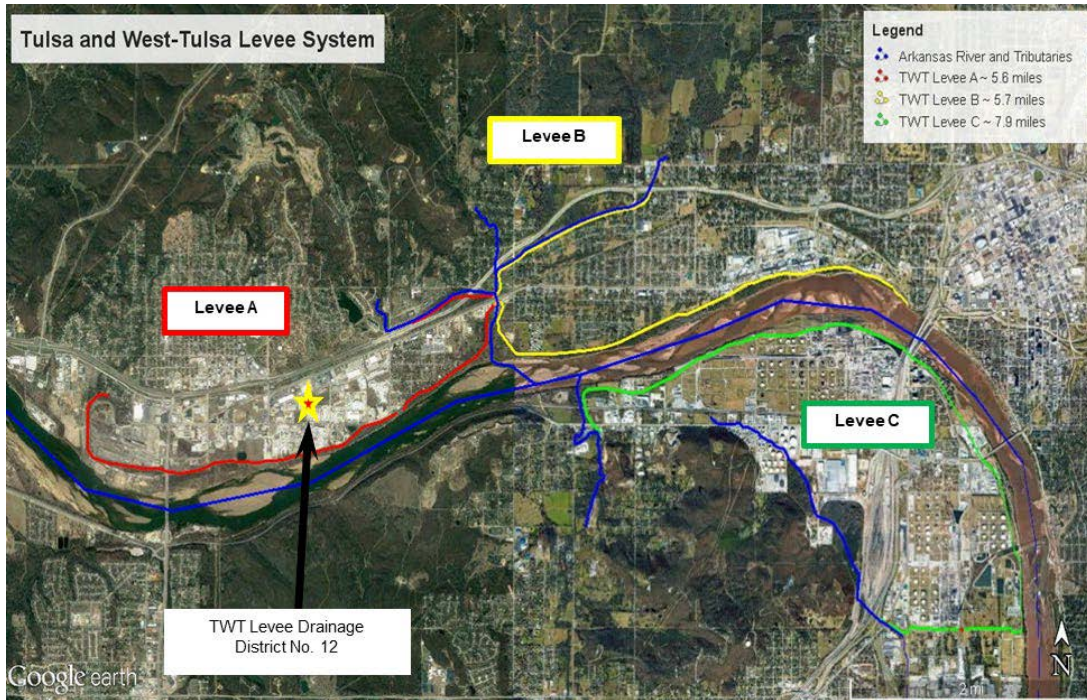 Tulsa and West-Tulsa Levee System
Legend
Arkansas River and Tributaries
TWT Levee A ~ 5.6 miles
TWT Levee B ~ 5.7 miles
TWT Levee C ~ 7.9 miles
Levee B
Levee A
Levee C
TWT Levee Drainage
District No. 12
Google earth
N
2 mi